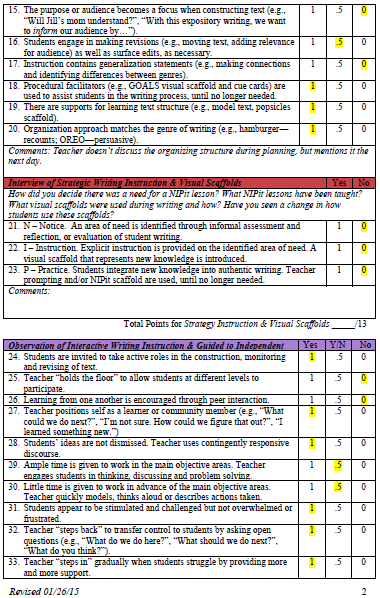 15. The purpose or audience becomes a focus when constructing text (e.g., 1 .5 0
"Will Jill's mom understand?", "With this expository writing, we want
to inform our audience by…").
16. Students engage in making revisions (e.g., moving text, adding relevance 1 .5 0
for audience) as well as surface edits, as necessary.
17. Instruction contains generalization statements (e.g., making connections 1 .5 0
and identifying differences between genres).
18. Procedural facilitators (e.g., GOALS visual scaffold and cue cards) are 1 .5 0
used to assist students in the writing process, until no longer needed.
19. There are supports for learning text structure (e.g., model text, popsicles 1 .5 0
scaffold).
20. Organization approach matches the genre of writing (e.g., hamburger— 1 .5 0
recounts; OREO—persuasive).
Comments: Teacher doesn't discuss the organizing structure during planning, but mentions it the
next day.
Interview of Strategic Writing Instruction & Visual Scaffolds Yes No
How did you decide there was a need for a NIPit lesson? What NIPit lessons have been taught?
What visual scaffolds were used during writing and how? Have you seen a change in how
students use these scaffolds?
21. N – Notice. An area of need is identified through informal assessment and 1 0
reflection, or evaluation of student writing.
22. I – Instruction. Explicit instruction is provided on the identified area of need. A 1 0
visual scaffold that represents new knowledge is introduced.
23. P – Practice. Students integrate new knowledge into authentic writing. Teacher 1 0
prompting and/or NIPit scaffold are used, until no longer needed.
Comments:
Total Points for Strategy Instruction & Visual Scaffolds _____/13
Observation of Interactive Writing Instruction & Guided to Independent Yes Y/N No
24. Students are invited to take active roles in the construction, monitoring 1 .5 0
and revising of text.
25. Teacher "holds the floor" to allow students at different levels to 1 .5 0
participate.
26. Learning from one another is encouraged through peer interaction. 1 .5 0
27. Teacher positions self as a learner or community member (e.g., "What 1 .5 0
could we do next?", "I'm not sure. How could we figure that out?", "I
learned something new.")
28. Students' ideas are not dismissed. Teacher uses contingently responsive 1 .5 0
discourse.
29. Ample time is given to work in the main objective areas. Teacher 1 .5 0
engages students in thinking, discussing and problem solving.
30. Little time is given to work in advance of the main objective areas. 1 .5 0
Teacher quickly models, thinks aloud or describes actions taken.
31. Students appear to be stimulated and challenged but not overwhelmed or 1 .5 0
frustrated.
32. Teacher "steps back" to transfer control to students by asking open 1 .5 0
questions (e.g., "What do we do here?", "What should we do next?",
"What do you think?").
33. Teacher "steps in" gradually when students struggle by providing more 1 .5 0
and more support.
Revised 01/26/15 2